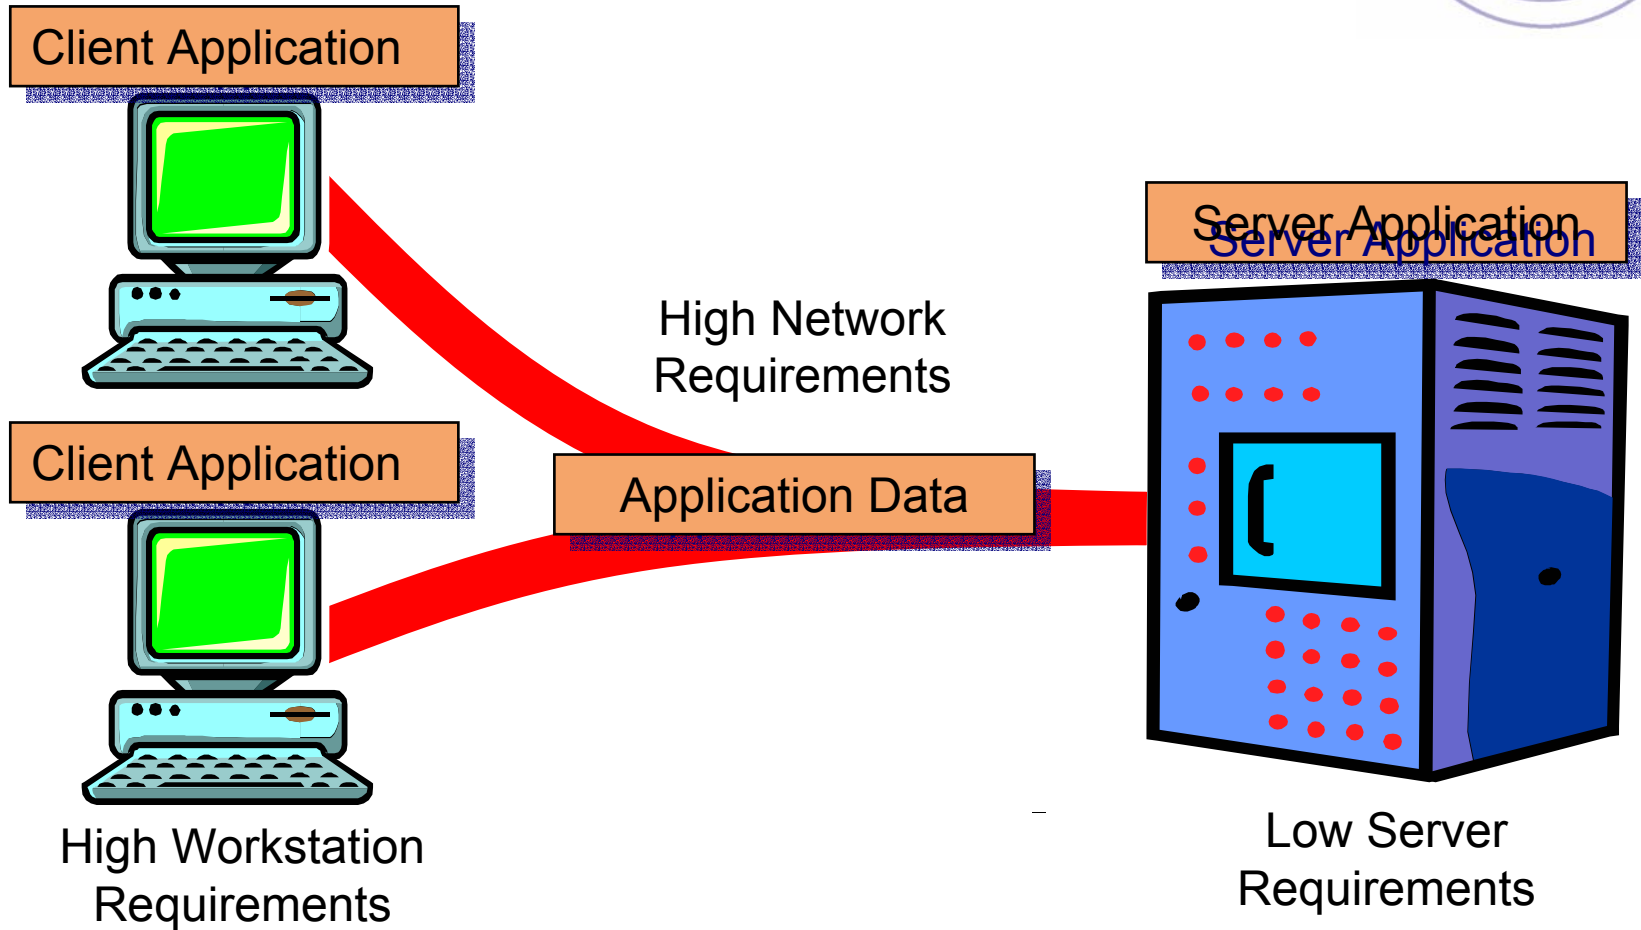 Client Application
Server Application
Server Application
High Network
Requirements
Client Application
Application Data
High Workstation
Requirements
Low Server
Requirements